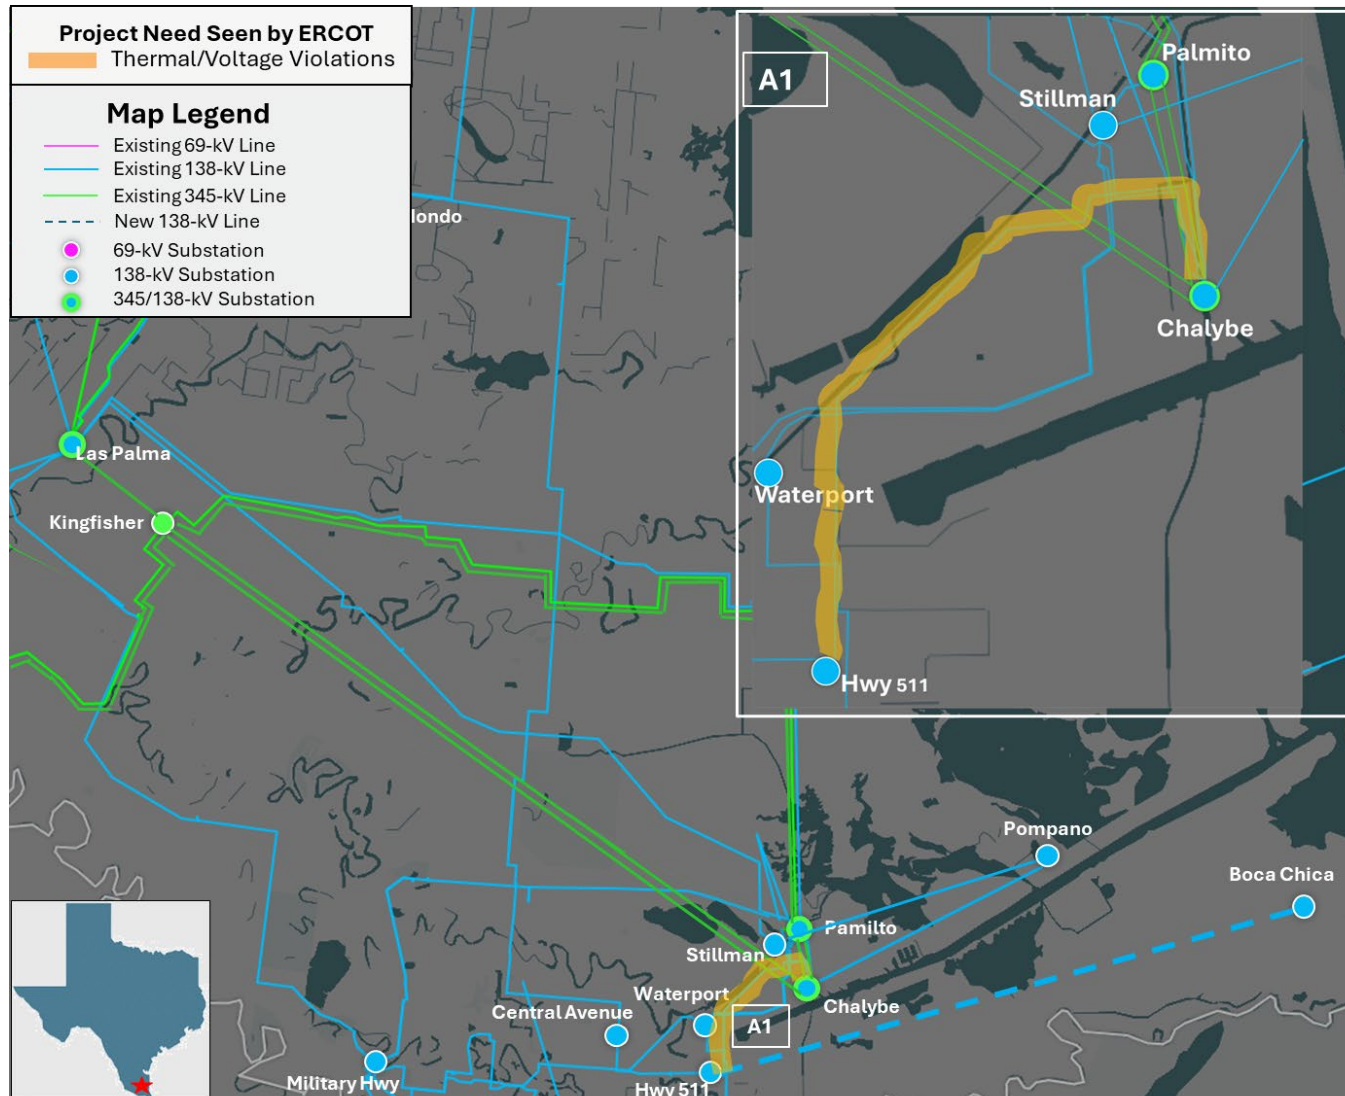 Project Need Seen by ERCOT
Thermal/Voltage Violations
Map Legend
Existing 69-kV Line
Existing 138-kV Line
Existing 345-kV Line
New 138-kV Line
69-kV Substation
138-kV Substation
345/138-kV Substation
A1
Palmito
Stillman
Chalybe
Waterport
Hwy 511
londo
Las Palma
Kingfisher
Pompano
Boca Chica
Pamilto
Stillman
Waterport
Chalybe
Central Avenue
A1
Military Hwy
Hwy 511